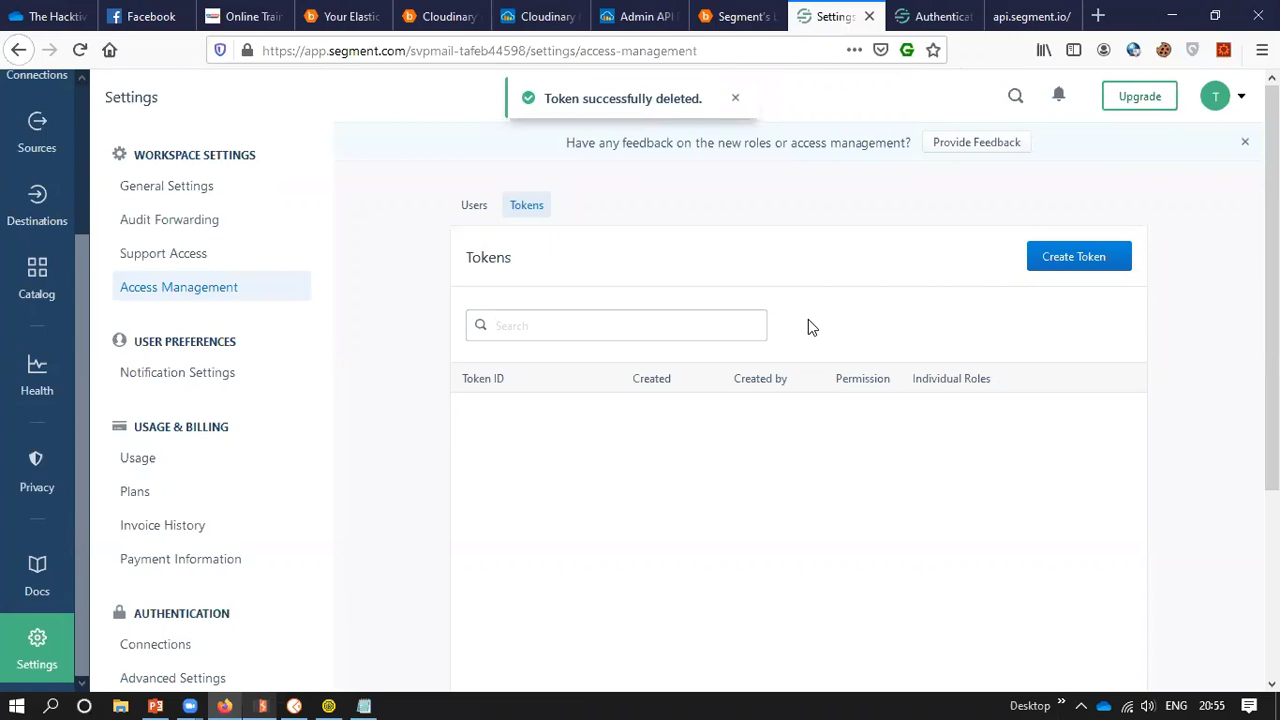 The Hacktiv
Facebook
Online Train
Your Elastic
Cloudinary
Cloudinary
Admin API
Segment's
Settings
Authenticat
api.segment.io/
https://app.segment.com/svpmail-tafeb44598/settings/access-management
Connections
Settings
Token successfully deleted.
Upgrade
T
Have any feedback on the new roles or access management?
Provide Feedback
Sources
Destinations
Catalog
Health
Privacy
Docs
Settings
WORKSPACE SETTINGS
General Settings
Audit Forwarding
Support Access
Access Management
USER PREFERENCES
Notification Settings
USAGE & BILLING
Usage
Plans
Invoice History
Payment Information
AUTHENTICATION
Connections
Advanced Settings
Users
Tokens
Tokens
Create Token
Search
Token ID
Created
Created by
Permission
Individual Roles
Desktop
ENG
20:55